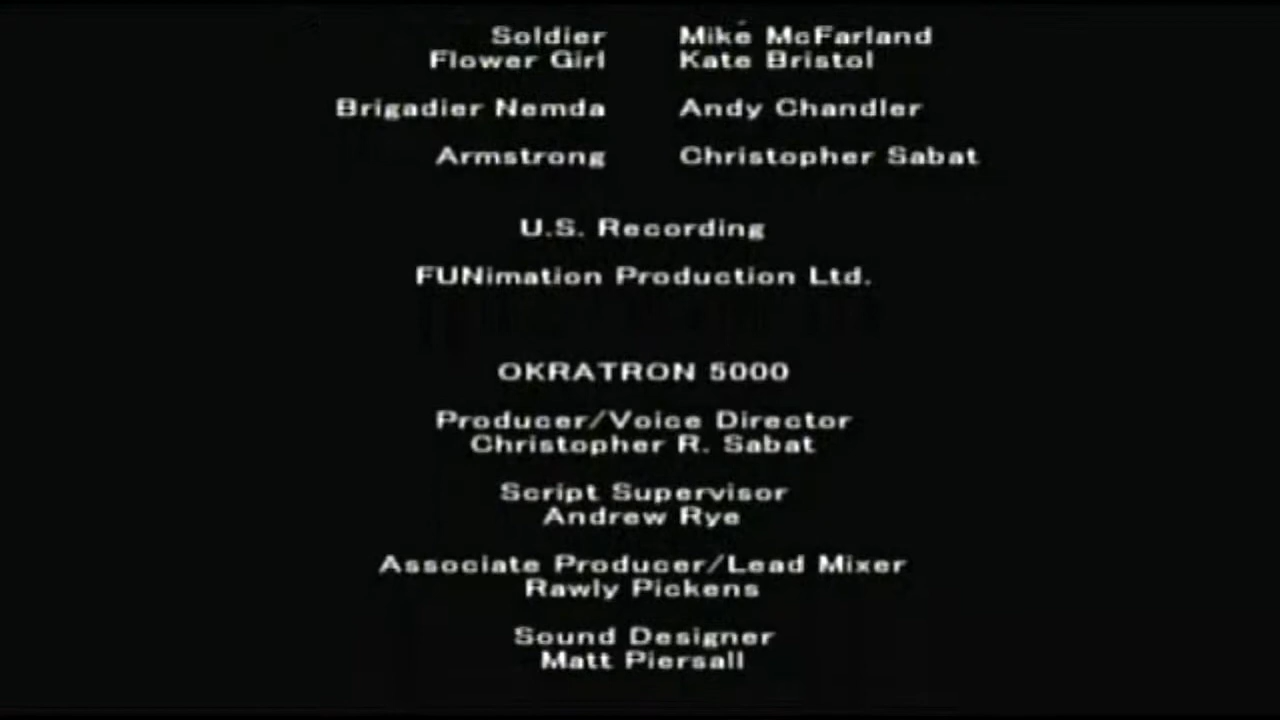 Soldier Mike McFarland
Flower Girl Kate Bristol
Brigadier Nemda Andy Chandler
Armstrong Christopher Sabat
U.S. Recording
FUNimation Production Ltd.
OKRATRON 5000
Producer/Voice Director
Christopher R. Sabat
Script Supervisor
Andrew Rye
Associate Producer/Lead Mixer
Rawly Pickens
Sound Designer
Matt Piersall